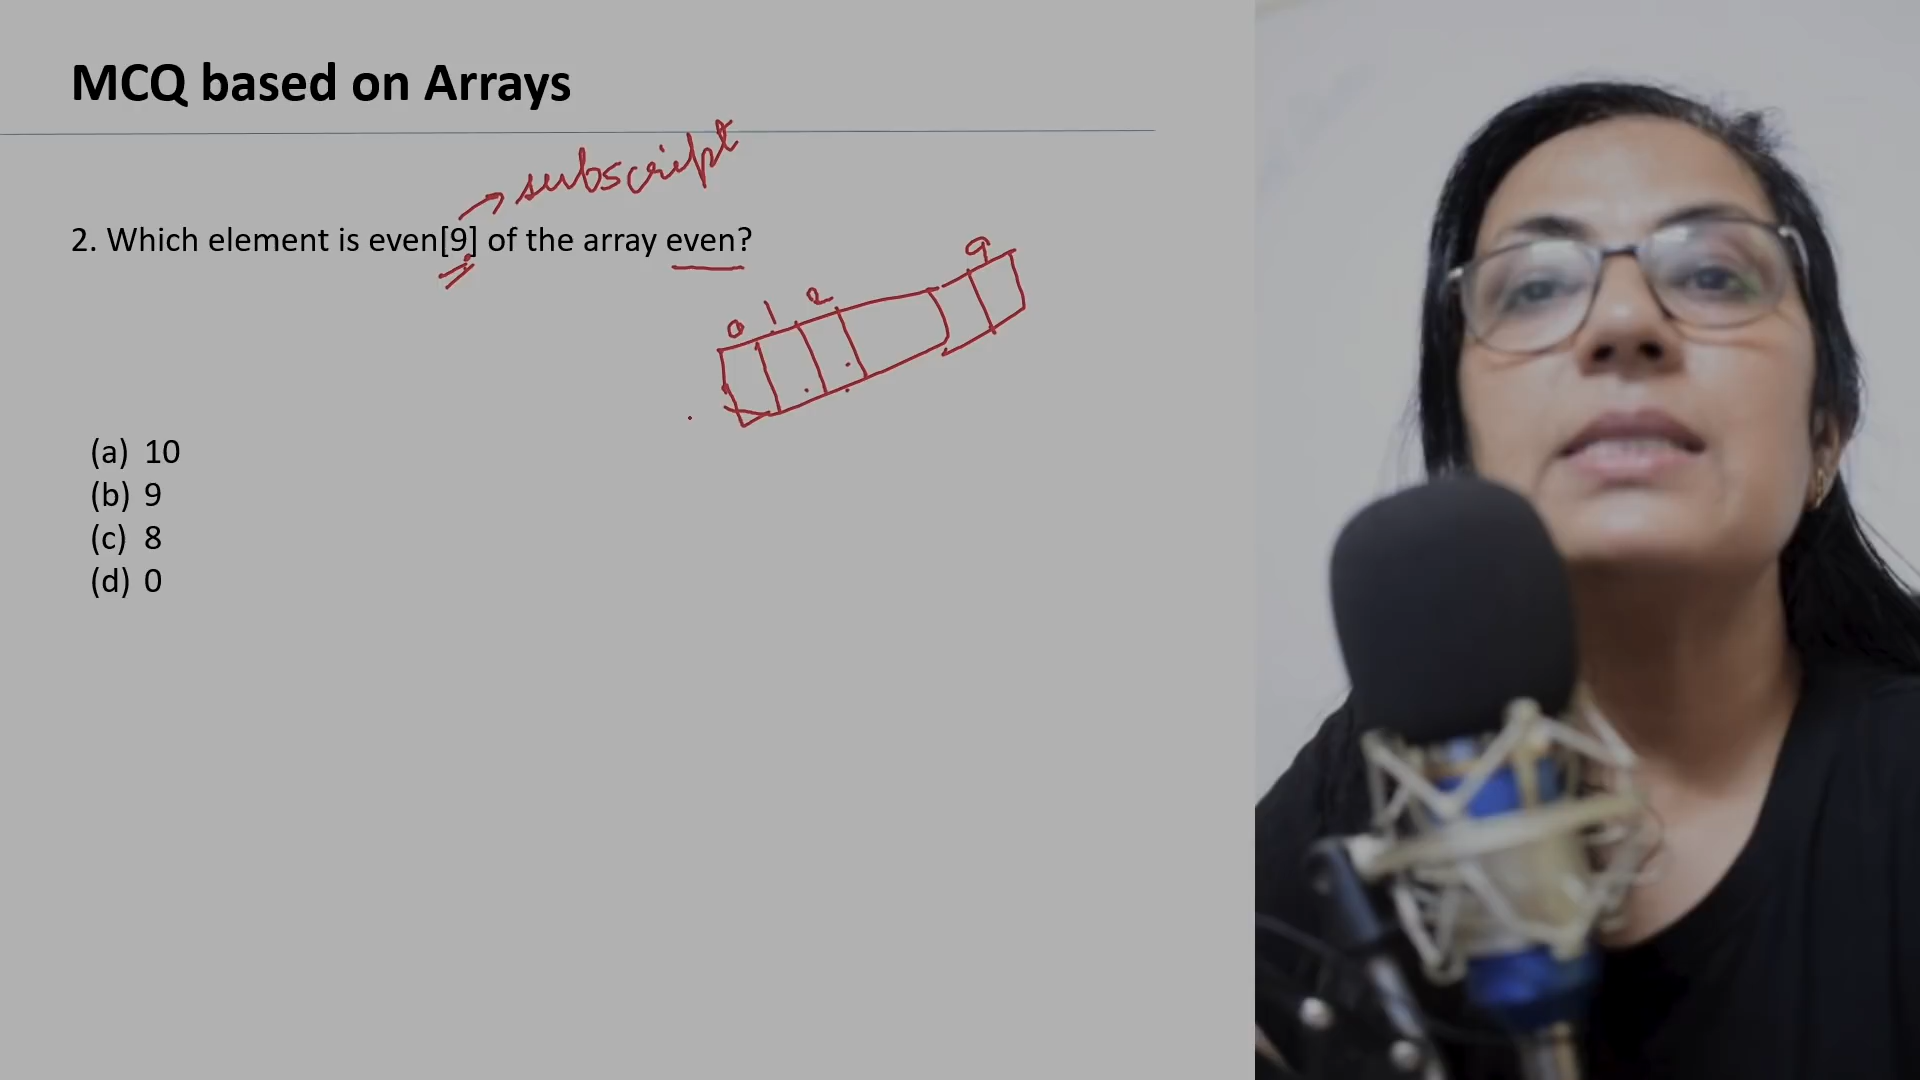 MCQ based on Arrays
subscript
2. Which element is even[9] of the array even?
0 1 2 9
(a) 10
(b) 9
(c) 8
(d) 0